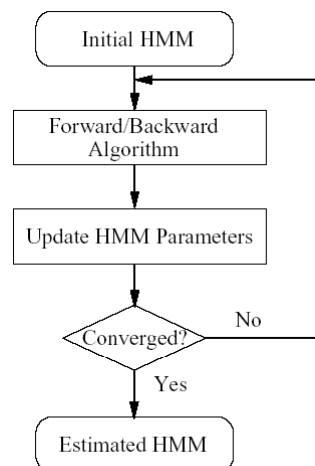 Initial HMM
Forward/Backward
Algorithm
Update HMM Parameters
Converged?
No
Yes
Estimated HMM